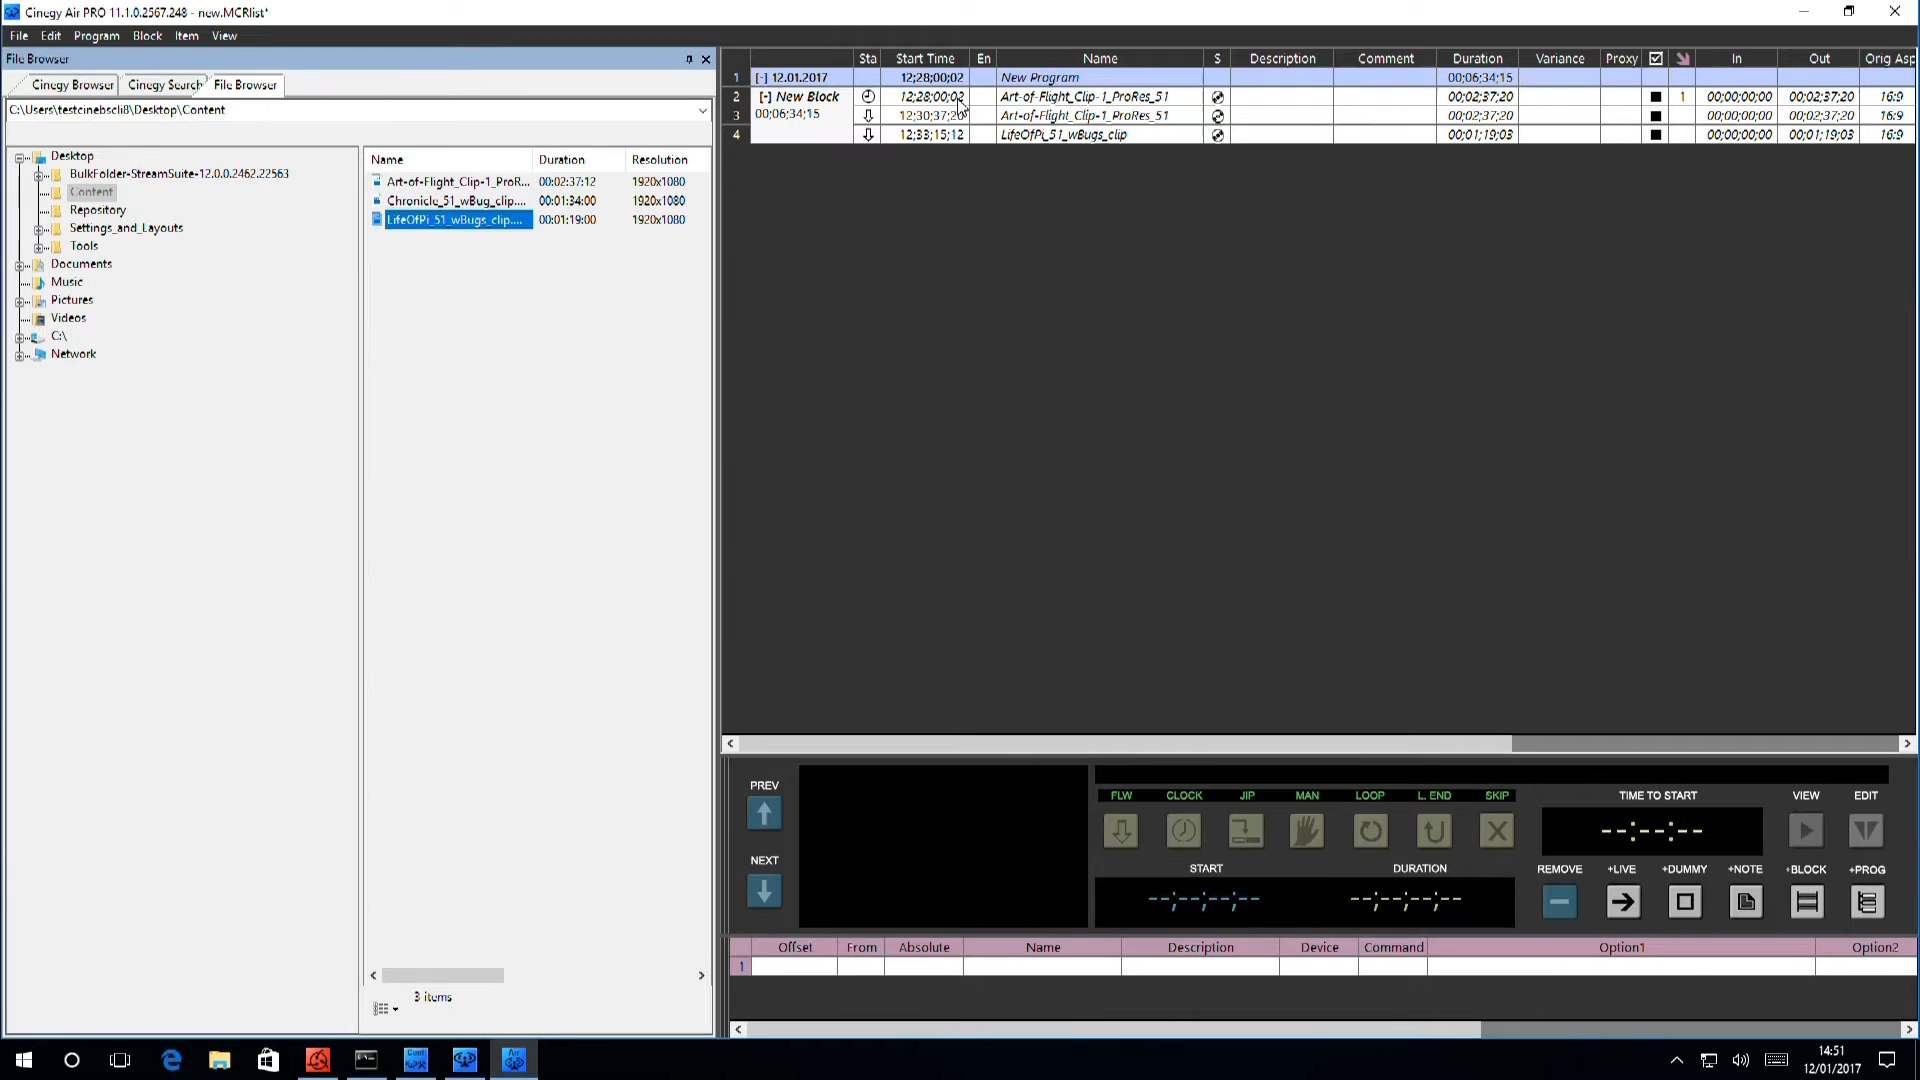 Cinegy Air PRO 11.1.0.2567.248 - new.MCRlist*
File Edit Program Block Item View
File Browser
Cinegy Browser Cinegy Search File Browser
C:\Users\testcinebscli8\Desktop\Content
Desktop
BulkFolder-StreamSuite-12.0.0.2462.22563
Content
Repository
Settings_and_Layouts
Tools
Documents
Music
Pictures
Videos
C:\
Network
Name Duration Resolution
Art-of-Flight_Clip-1_ProR... 00:02:37:12 1920x1080
Chronicle_51_wBug_clip.... 00:01:34:00 1920x1080
LifeOfPi_51_wBugs_clip.... 00:01:19:00 1920x1080
3 items
Sta Start Time En Name S Description Comment Duration Variance Proxy In Out Orig Asp
1 [-] 12.01.2017 12;28;00;02 New Program 00;06;34;15
2 [-] New Block 12;28;00;02 Art-of-Flight_Clip-1_ProRes_51 00;02;37;20 1 00;00;00;00 00;02;37;20 16:9
3 00;06;34;15 12;30;37;2 Art-of-Flight_Clip-1_ProRes_51 00;02;37;20 00;00;00;00 00;02;37;20 16:9
4 12;33;15;12 LifeOfPi_51_wBugs_clip 00;01;19;03 00;00;00;00 00;01;19;03 16:9
PREV
NEXT
FLW CLOCK JIP MAN LOOP L. END SKIP
START DURATION
--;--;--;-- --;--;--;--
TIME TO START VIEW EDIT
--:--:--
REMOVE +LIVE +DUMMY +NOTE +BLOCK +PROG
Offset From Absolute Name Description Device Command Option1 Option2
1
Air
14:51
12/01/2017